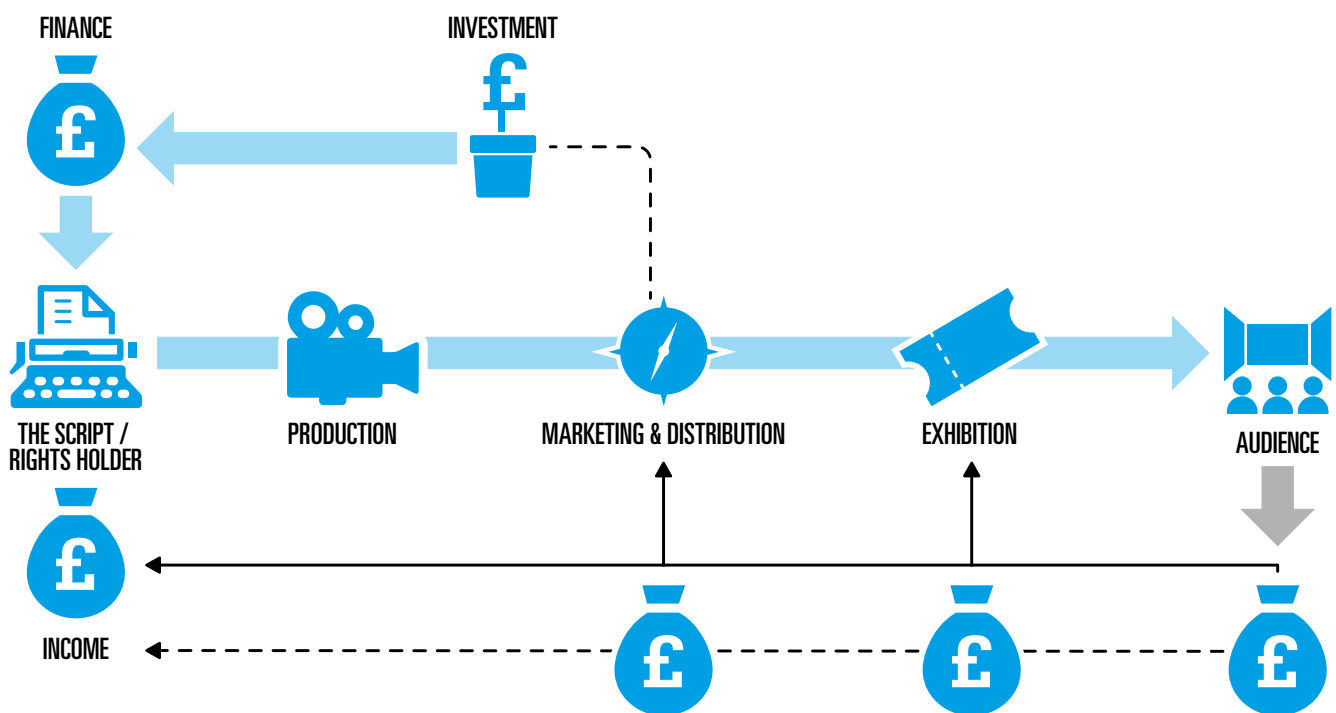 FINANCE
INVESTMENT
£
£
THE SCRIPT /
RIGHTS HOLDER
PRODUCTION
MARKETING & DISTRIBUTION
EXHIBITION
AUDIENCE
£
INCOME
£
£
£